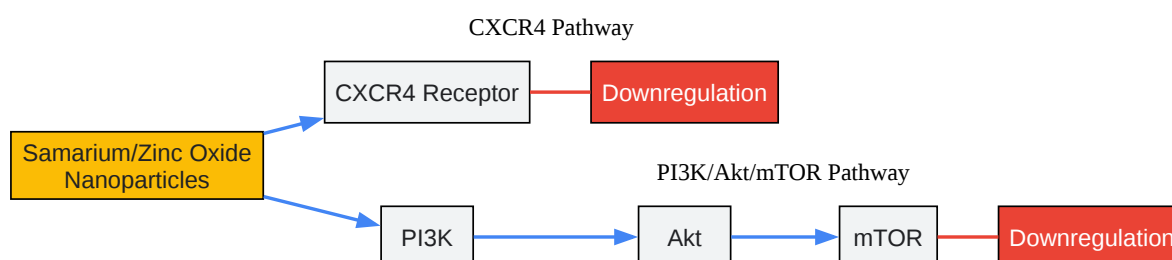 CXCR4 Pathway
CXCR4 Receptor
Downregulation
Samarium/Zinc Oxide
Nanoparticles
PI3K/Akt/mTOR Pathway
PI3K
Akt
mTOR
Downregulation